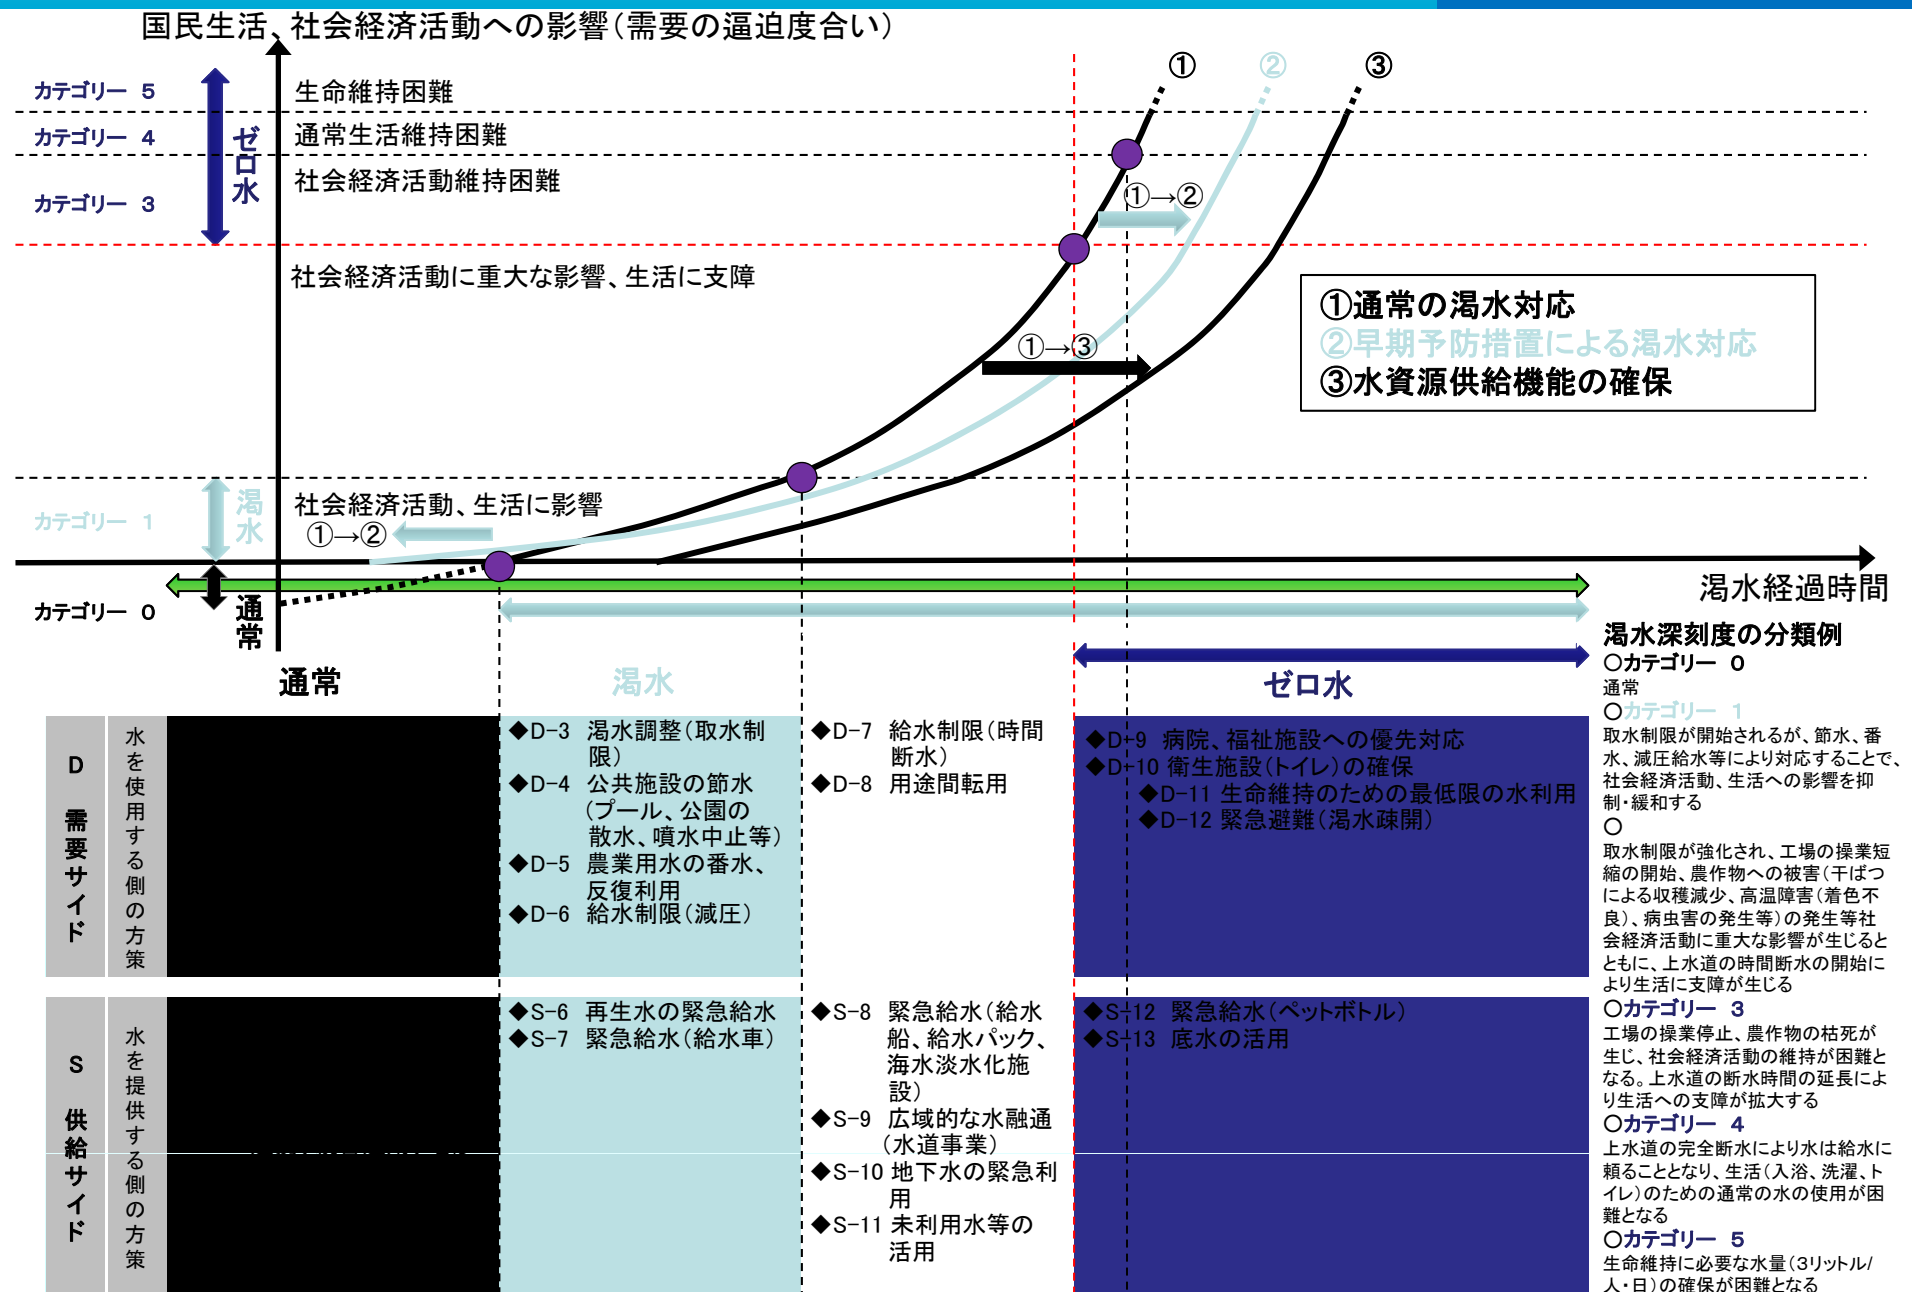 国民生活、社会経済活動への影響(需要の逼迫度合い)
カテゴリー 5
生命維持困難
カテゴリー 4
通常生活維持困難
カテゴリー 3
社会経済活動維持困難
ゼロ水
社会経済活動に重大な影響、生活に支障
① ② ③
①→②
①→③
①通常の渇水対応
②早期予防措置による渇水対応
③水資源供給機能の確保
カテゴリー 1
渇水
社会経済活動、生活に影響
①→②
カテゴリー 0
通常
渇水経過時間
通常
渇水
ゼロ水
D 需要サイド
水を使用する側の方策
◆D-3 渇水調整(取水制
限)
◆D-4 公共施設の節水
(プール、公園の
散水、噴水中止等)
◆D-5 農業用水の番水、
反復利用
◆D-6 給水制限(減圧)
◆D-7 給水制限(時間
断水)
◆D-8 用途間転用
◆D-9 病院、福祉施設への優先対応
◆D-10 衛生施設(トイレ)の確保
◆D-11 生命維持のための最低限の水利用
◆D-12 緊急避難(渇水疎開)
S 供給サイド
水を提供する側の方策
◆S-6 再生水の緊急給水
◆S-7 緊急給水(給水車)
◆S-8 緊急給水(給水
船、給水パック、
海水淡水化施
設)
◆S-9 広域的な水融通
(水道事業)
◆S-10 地下水の緊急利
用
◆S-11 未利用水等の
活用
◆S-12 緊急給水(ペットボトル)
◆S-13 底水の活用
渇水深刻度の分類例
○カテゴリー 0
通常
○カテゴリー 1
取水制限が開始されるが、節水、番
水、減圧給水等により対応することで、
社会経済活動、生活への影響を抑
制・緩和する
○
取水制限が強化され、工場の操業短
縮の開始、農作物への被害(干ばつ
による収穫減少、高温障害(着色不
良)、病虫害の発生等)の発生等社
会経済活動に重大な影響が生じると
ともに、上水道の時間断水の開始に
より生活に支障が生じる
○カテゴリー 3
工場の操業停止、農作物の枯死が
生じ、社会経済活動の維持が困難と
なる。上水道の断水時間の延長によ
り生活への支障が拡大する
○カテゴリー 4
上水道の完全断水により水は給水に
頼ることとなり、生活(入浴、洗濯、ト
イレ)のための通常の水の使用が困
難となる
○カテゴリー 5
生命維持に必要な水量(3リットル/
人・日)の確保が困難となる